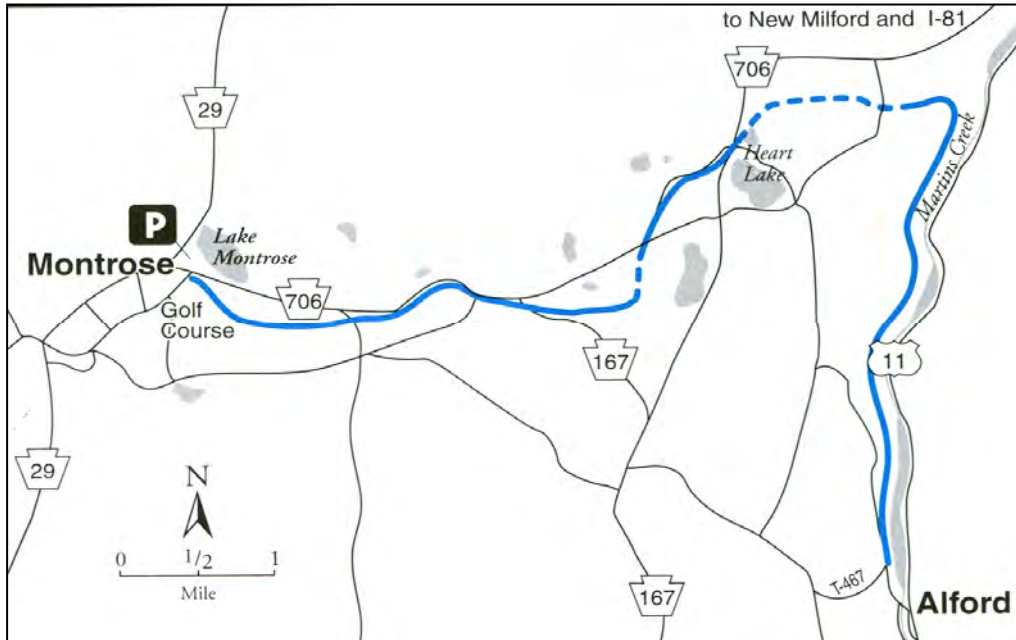 to New Milford and I-81
706
29
Heart
Lake
Martins Creek
P
Lake
Montrose
Montrose
706
Golf
Course
167
11
29
N
0 1/2 1
Mile
T-467
167
Alford